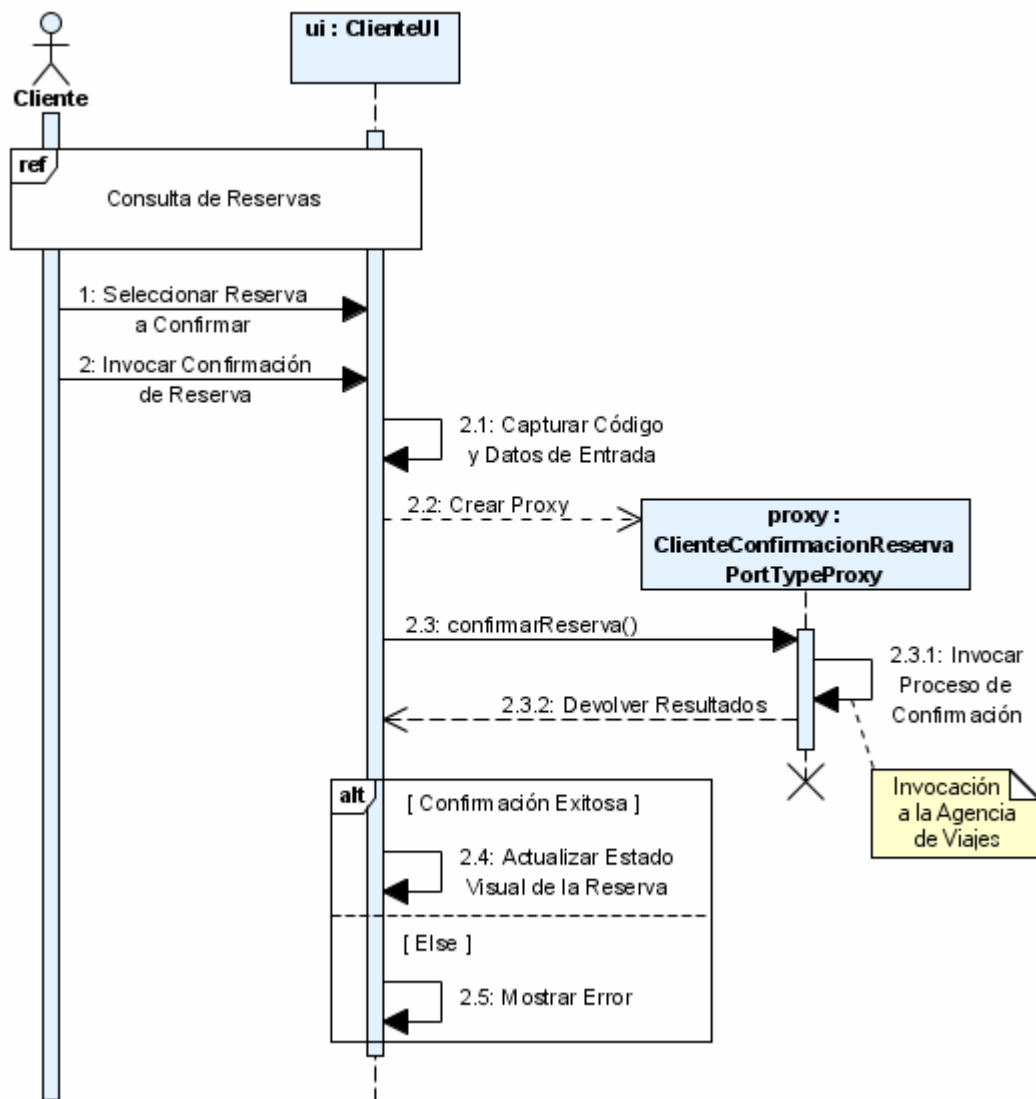 ui : ClienteUI
Cliente
ref
Consulta de Reservas
1: Seleccionar Reserva
a Confirmar
2: Invocar Confirmación
de Reserva
2.1: Capturar Código
y Datos de Entrada
2.2: Crear Proxy
proxy :
ClienteConfirmacionReserva
PortTypeProxy
2.3: confirmarReserva()
2.3.1: Invocar
Proceso de
Confirmación
2.3.2: Devolver Resultados
Invocación
a la Agencia
de Viajes
alt
[ Confirmación Exitosa ]
2.4: Actualizar Estado
Visual de la Reserva
[ Else ]
2.5: Mostrar Error